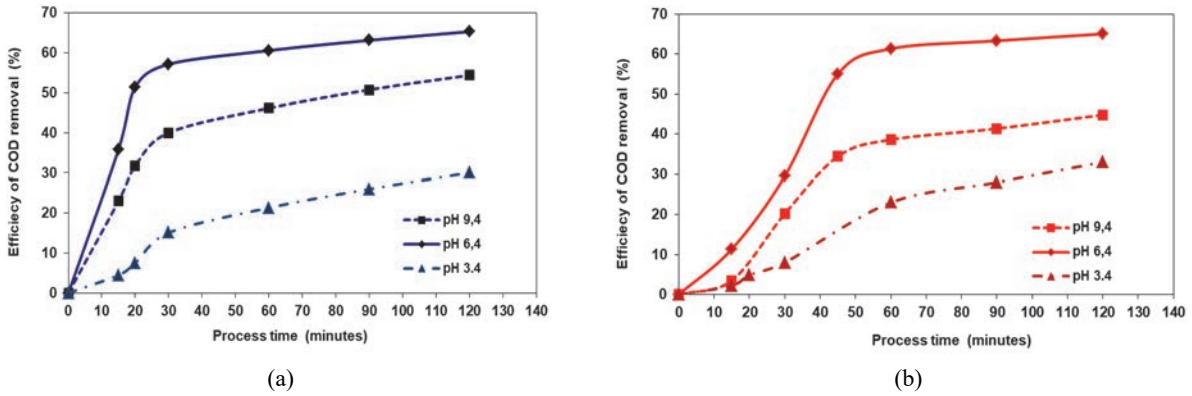 70
60
50
40
30
20
10
0
Efficiecy of COD removal (%)
pH 9,4
pH 6,4
pH 3.4
0 10 20 30 40 50 60 70 80 90 100 110 120 130 140
Process time (minutes)
(a)
70
60
50
40
30
20
10
0
Efficiecy of COD removal (%)
pH 9,4
pH 6,4
pH 3.4
0 10 20 30 40 50 60 70 80 90 100 110 120 130 140
Process time (minutes)
(b)